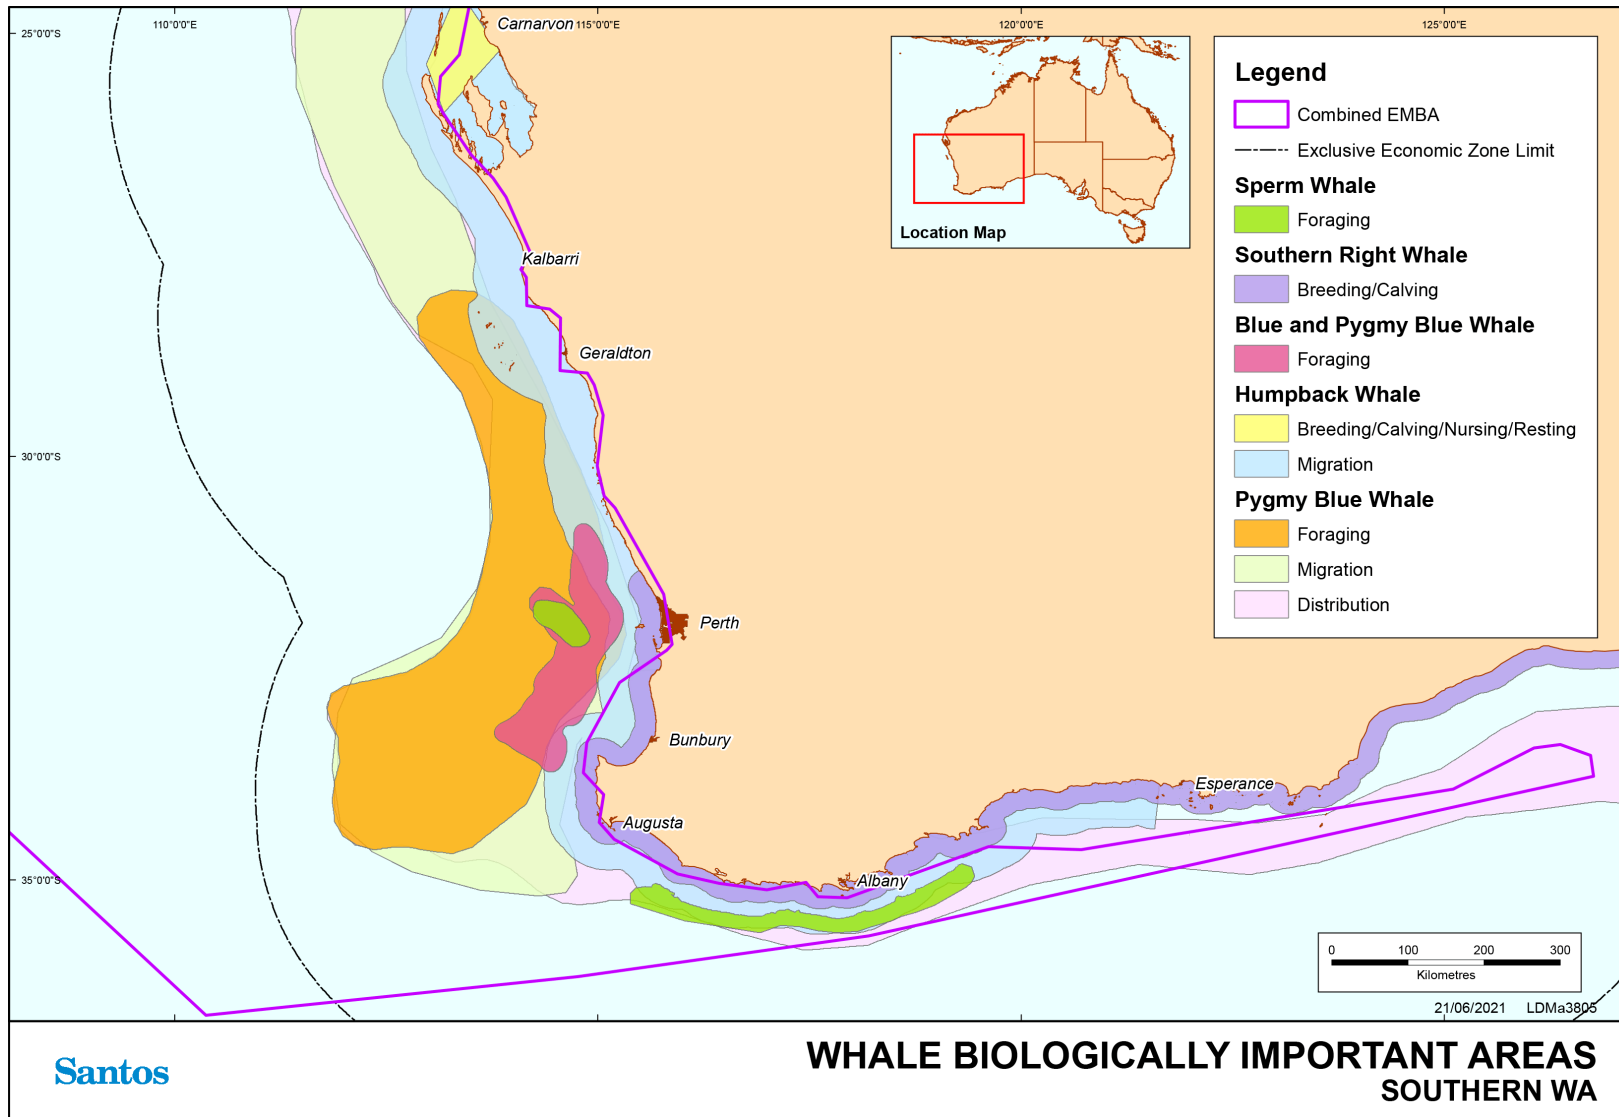 110°0'0"E
115°0'0"E
120°0'0"E
125°0'0"E
25°0'0"S
30°0'0"S
35°0'0"S
Carnarvon
Kalbarri
Geraldton
Perth
Bunbury
Augusta
Albany
Esperance
Location Map
Legend
Combined EMBA
Exclusive Economic Zone Limit
Sperm Whale
Foraging
Southern Right Whale
Breeding/Calving
Blue and Pygmy Blue Whale
Foraging
Humpback Whale
Breeding/Calving/Nursing/Resting
Migration
Pygmy Blue Whale
Foraging
Migration
Distribution
0 100 200 300
Kilometres
21/06/2021 LDMa3805
Santos
WHALE BIOLOGICALLY IMPORTANT AREAS
SOUTHERN WA